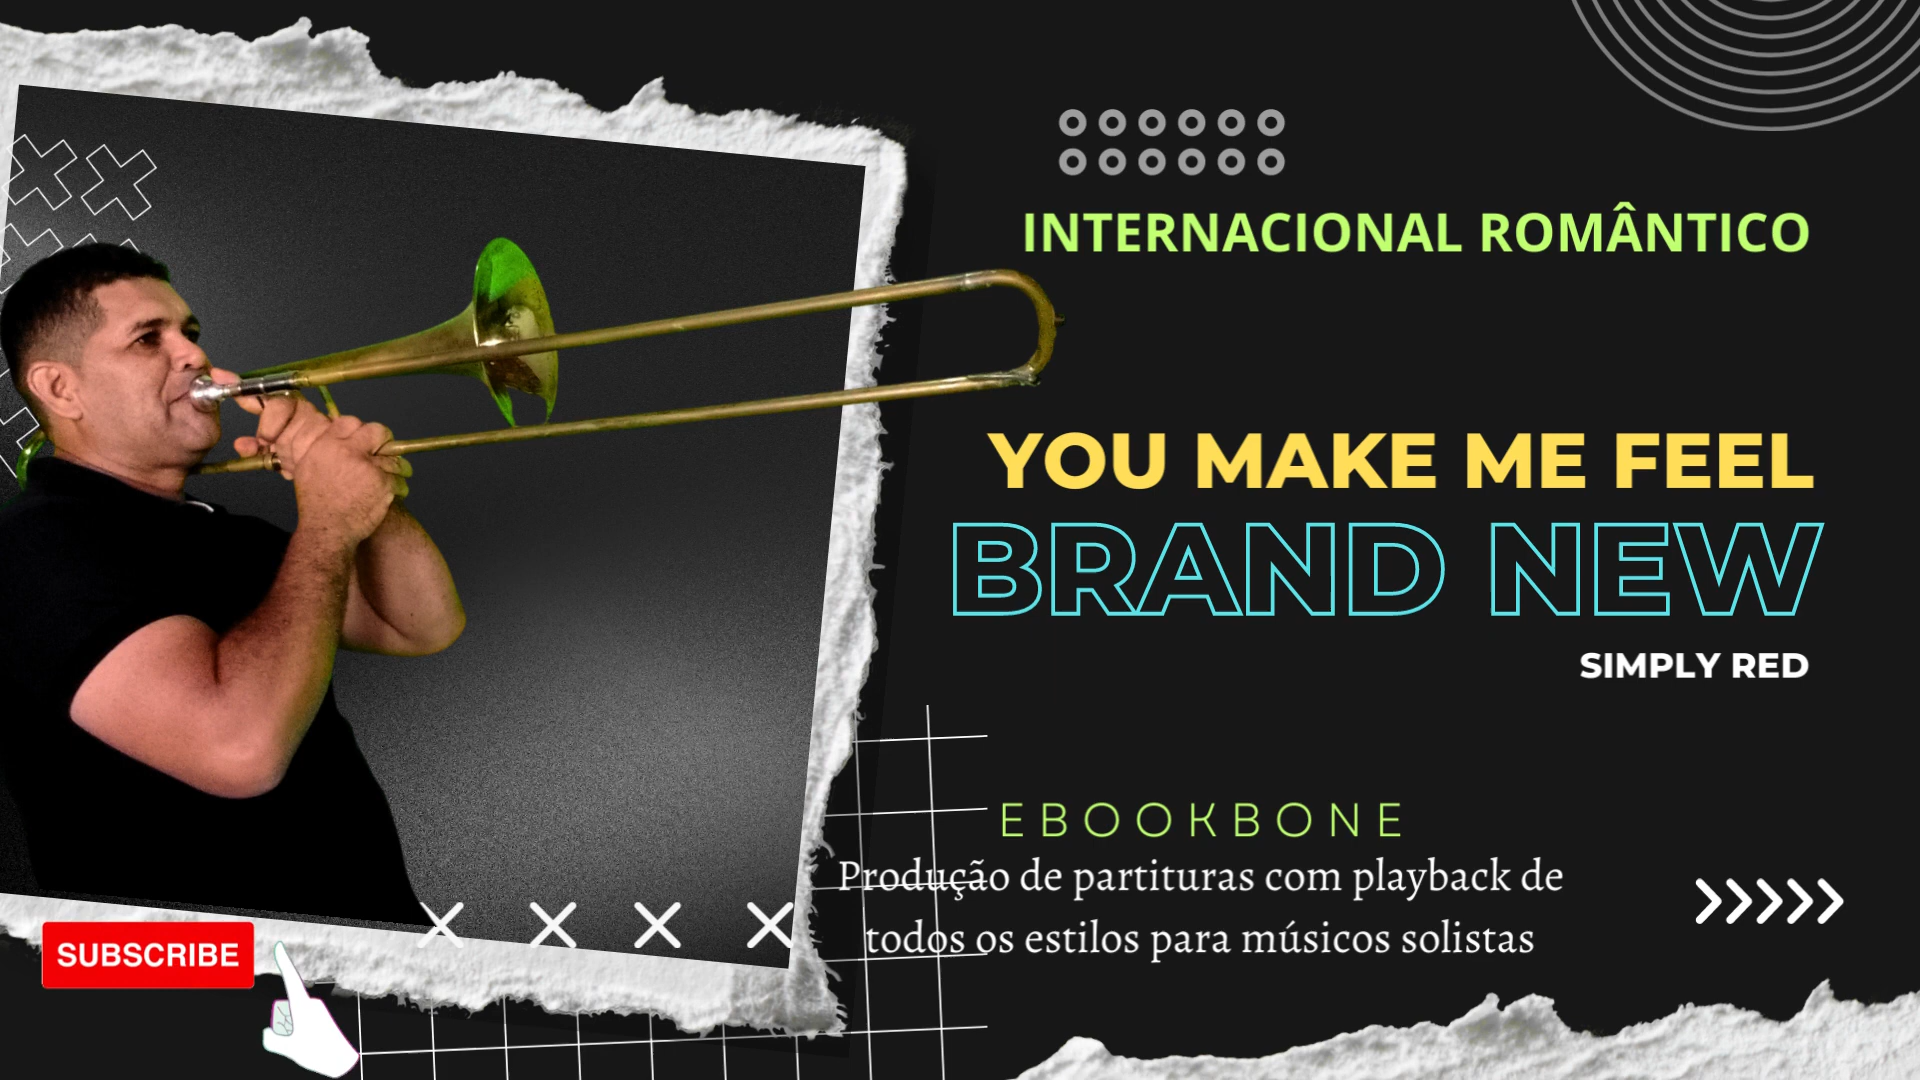 INTERNACIONAL ROMÂNTICO
YOU MAKE ME FEEL
BRAND NEW
SIMPLY RED
EBOOKBONE
Produção de partituras com playback de
todos os estilos para músicos solistas
SUBSCRIBE